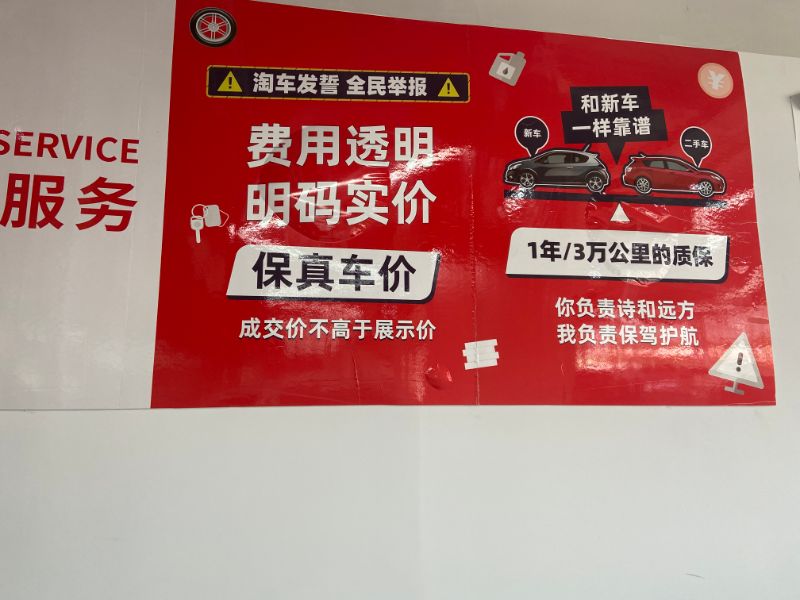 SERVICE
服务
淘车发誓 全民举报
费用透明
明码实价
保真车价
成交价不高于展示价
和新车
一样靠谱
新车
二手车
1年/3万公里的质保
你负责诗和远方
我负责保驾护航